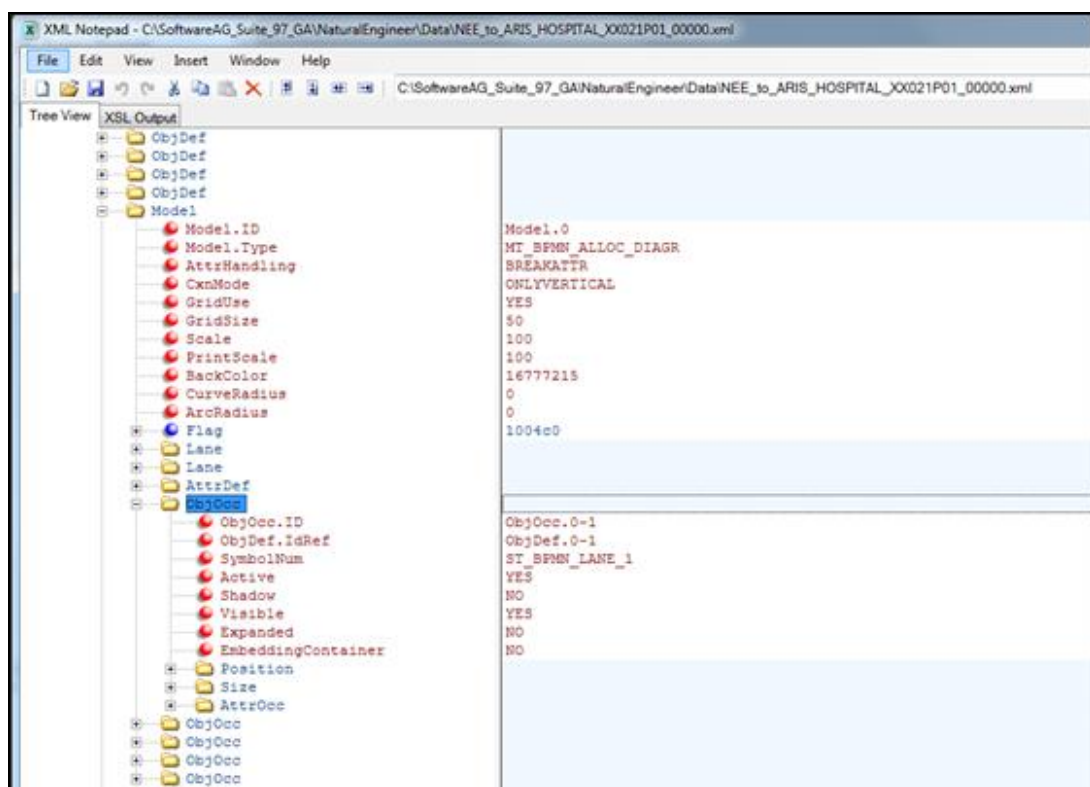 XML Notepad - C:\SoftwareAG_Suite_97_GA\NaturalEngineer\Data\NEE_to_ARIS_HOSPITAL_XX021P01_00000.xml
File Edit View Insert Window Help
C:\SoftwareAG_Suite_97_GA\NaturalEngineer\Data\NEE_to_ARIS_HOSPITAL_XX021P01_00000.xml
Tree View XSL Output
ObjDef
ObjDef
ObjDef
ObjDef
Model
Model.ID Model.0
Model.Type MT_BPMN_ALLOC_DIAGR
AttrHandling BREAKATTR
CxnMode ONLYVERTICAL
GridUse YES
GridSize 50
Scale 100
PrintScale 100
BackColor 16777215
CurveRadius 0
ArcRadius 0
Flag 1004c0
Lane
Lane
AttrDef
ObjOcc
ObjOcc.ID ObjOcc.0-1
ObjDef.IdRef ObjDef.0-1
SymbolNum ST_BPMN_LANE_1
Active YES
Shadow NO
Visible YES
Expanded NO
EmbeddingContainer NO
Position
Size
AttrOcc
ObjOcc
ObjOcc
ObjOcc
ObjOcc